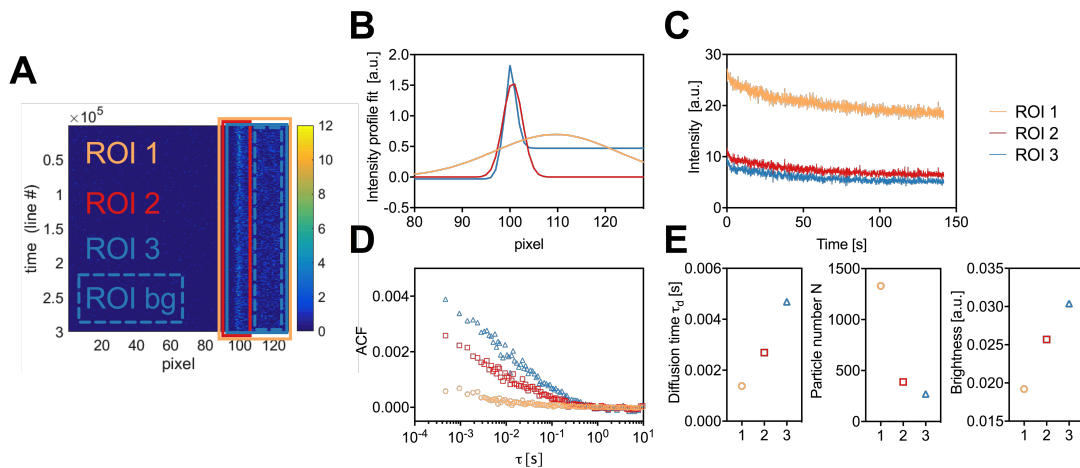 A
×10⁵
0.5
1
1.5
2
2.5
3
time (line #)
ROI 1
ROI 2
ROI 3
ROI bg
20 40 60 80 100 120
pixel
12
10
8
6
4
2
0
B
Intensity profile fit [a.u.]
2.0
1.5
1.0
0.5
0.0
-0.5
80 90 100 110 120
pixel
C
Intensity [a.u.]
30
20
10
0
0 50 100 150
Time [s]
ROI 1
ROI 2
ROI 3
D
ACF
0.004
0.002
0.000
10⁻⁴ 10⁻³ 10⁻² 10⁻¹ 10⁰ 10¹
τ [s]
E
Diffusion time τd [s]
0.006
0.004
0.002
0.000
1 2 3
Particle number N
1500
1000
500
0
1 2 3
Brightness [a.u.]
0.035
0.030
0.025
0.020
0.015
1 2 3